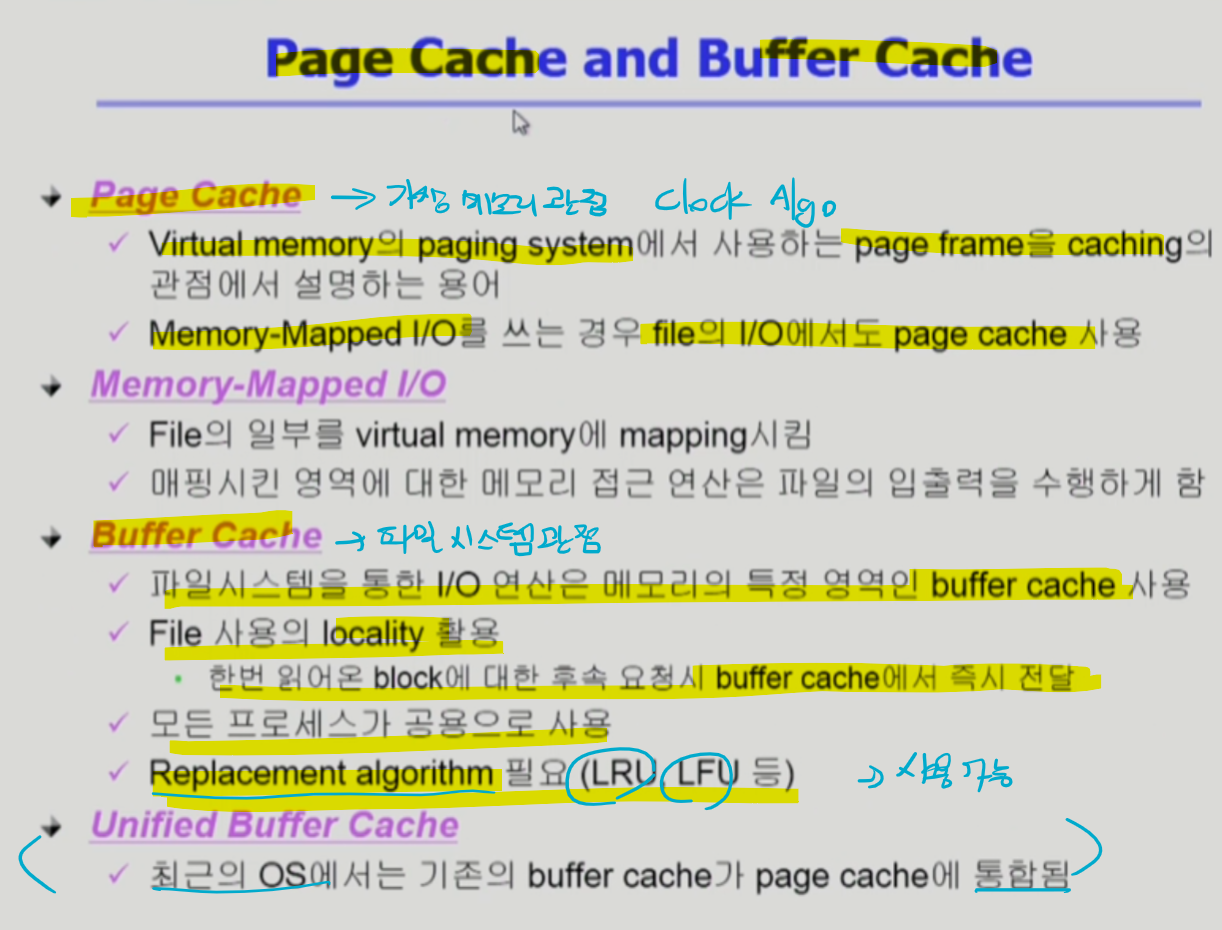 Page Cache and Buffer Cache
Page Cache → 가상 메모리 관점 Clock Algo
Virtual memory의 paging system에서 사용하는 page frame을 caching의
관점에서 설명하는 용어
Memory-Mapped I/O를 쓰는 경우 file의 I/O에서도 page cache 사용
Memory-Mapped I/O
File의 일부를 virtual memory에 mapping시킴
매핑시킨 영역에 대한 메모리 접근 연산은 파일의 입출력을 수행하게 함
Buffer Cache → 파일 시스템 관점
파일시스템을 통한 I/O 연산은 메모리의 특정 영역인 buffer cache 사용
File 사용의 locality 활용
한번 읽어온 block에 대한 후속 요청시 buffer cache에서 즉시 전달
모든 프로세스가 공용으로 사용
Replacement algorithm 필요 (LRU, LFU 등) → 사용 가능
Unified Buffer Cache
최근의 OS에서는 기존의 buffer cache가 page cache에 통합됨